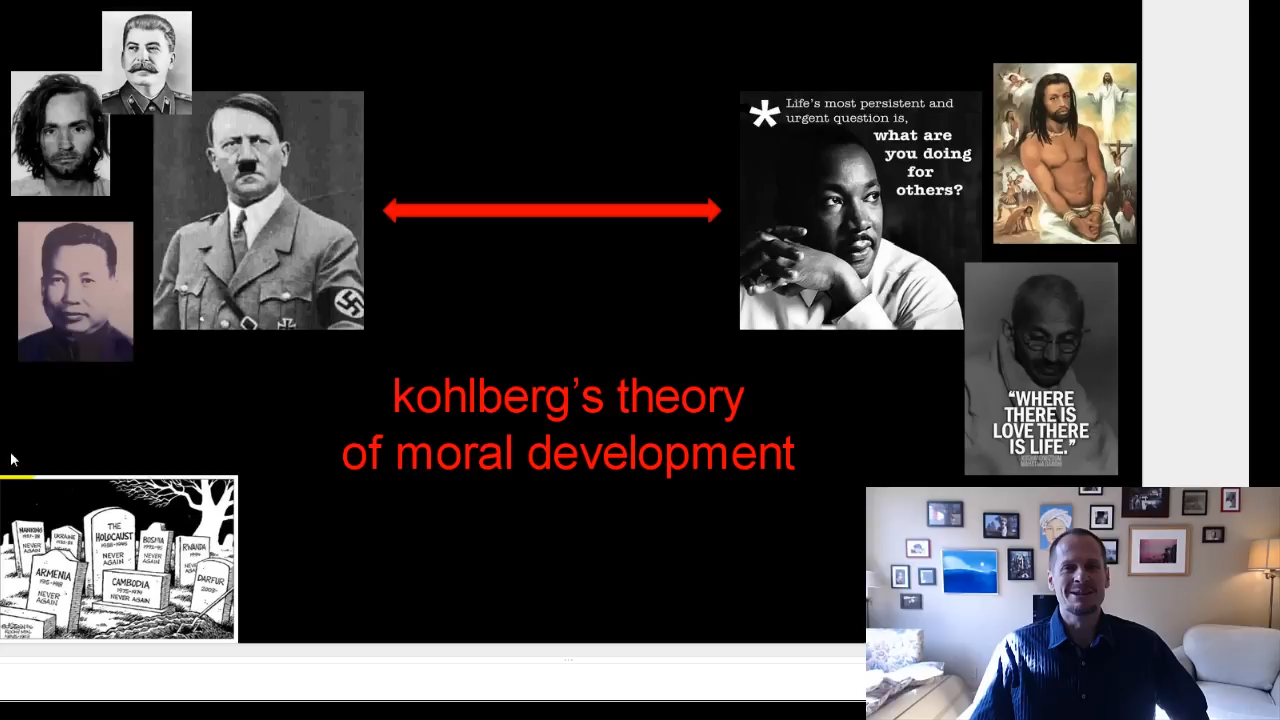 *
Life's most persistent and
urgent question is,
what are
you doing
for
others?
kohlberg's theory
of moral development
"WHERE
THERE IS
LOVE THERE
IS LIFE."
NANKING
NEVER
AGAIN
UKRAINE
THE
HOLOCAUST
NEVER
AGAIN
BOSNIA
NEVER
AGAIN
RWANDA
ARMENIA
NEVER
AGAIN
CAMBODIA
NEVER AGAIN
DARFUR